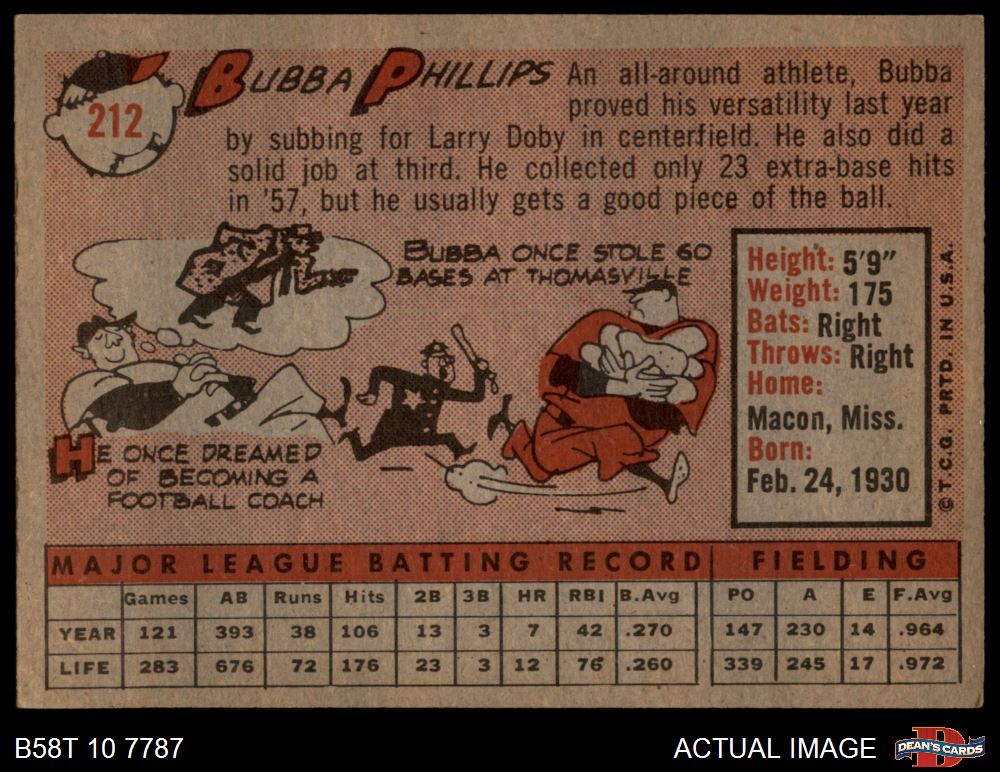 212
BUBBA PHILLIPS
An all-around athlete, Bubba
proved his versatility last year
by subbing for Larry Doby in centerfield. He also did a
solid job at third. He collected only 23 extra-base hits
in '57, but he usually gets a good piece of the ball.
BUBBA ONCE STOLE 60
BASES AT THOMASVILLE
HE ONCE DREAMED
OF BECOMING A
FOOTBALL COACH
Height: 5'9"
Weight: 175
Bats: Right
Throws: Right
Home:
Macon, Miss.
Born:
Feb. 24, 1930
© T.C.G. PRTD. IN U.S.A.
MAJOR LEAGUE BATTING RECORD FIELDING
Games AB Runs Hits 2B 3B HR RBI B.Avg PO A E F.Avg
YEAR 121 393 38 106 13 3 7 42 .270 147 230 14 .964
LIFE 283 676 72 176 23 3 12 76 .260 339 245 17 .972
B58T 10 7787
ACTUAL IMAGE
D
DEAN'S CARDS